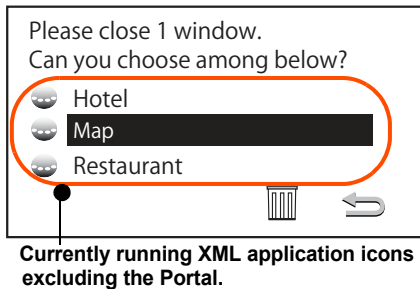 Please close 1 window.
Can you choose among below?
Hotel
Map
Restaurant
Currently running XML application icons
excluding the Portal.